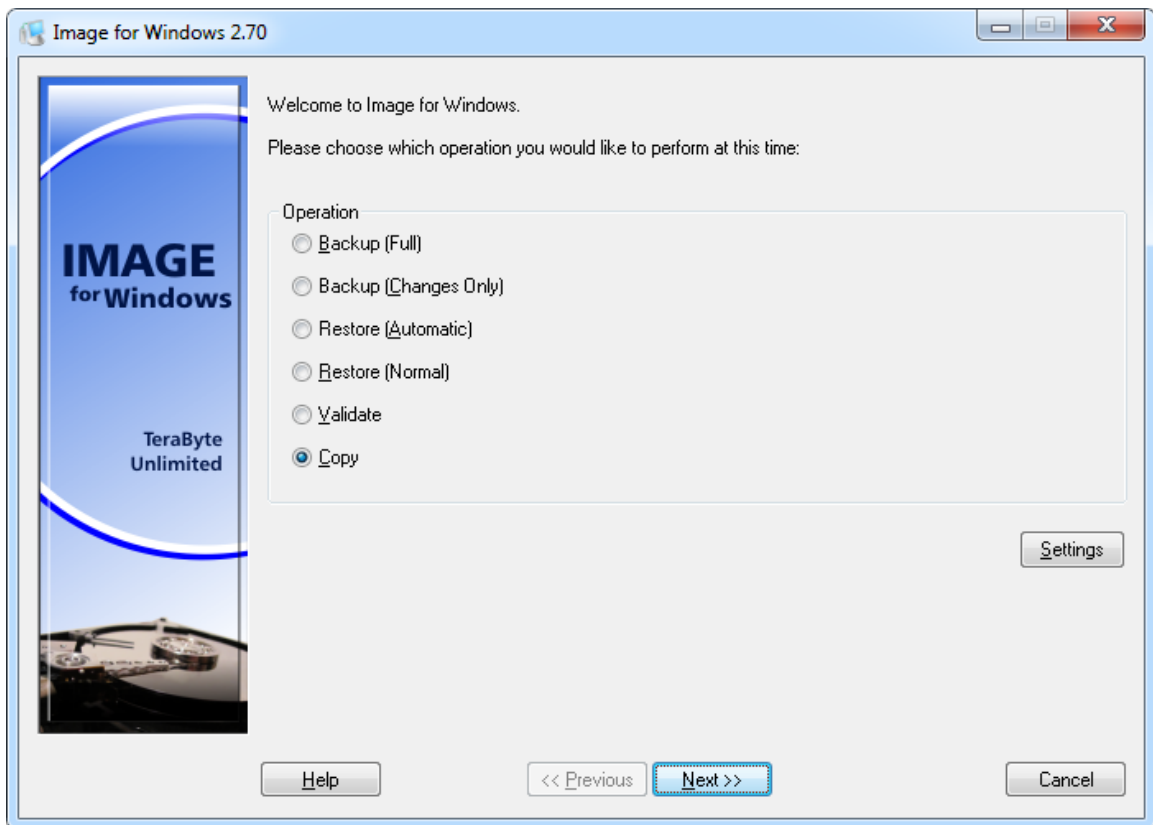 Image for Windows 2.70
IMAGE
for Windows
TeraByte
Unlimited
Welcome to Image for Windows.
Please choose which operation you would like to perform at this time:
Operation
Backup (Full)
Backup (Changes Only)
Restore (Automatic)
Restore (Normal)
Validate
Copy
Settings
Help
<< Previous
Next >>
Cancel